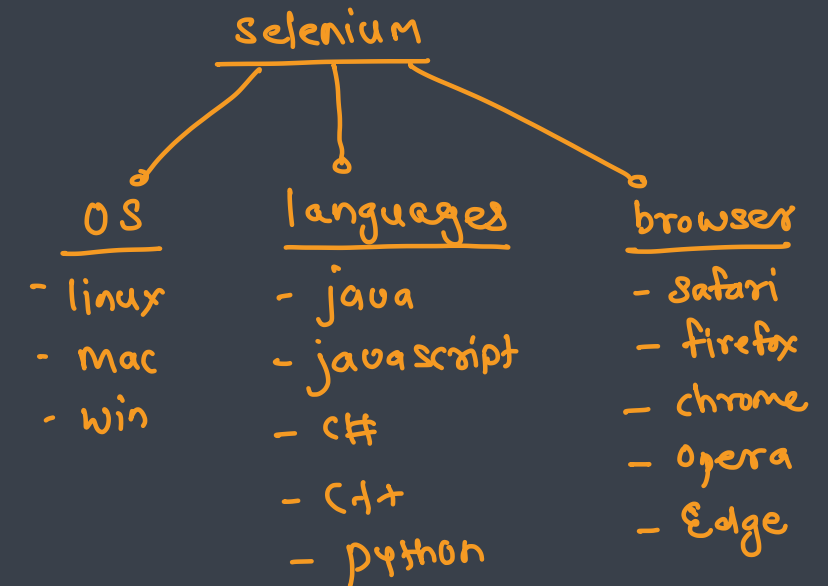 selenium
OS
- linux
- mac
- win
languages
- java
- javascript
- c#
- c++
- python
browser
- safari
- firefox
- chrome
- opera
- Edge